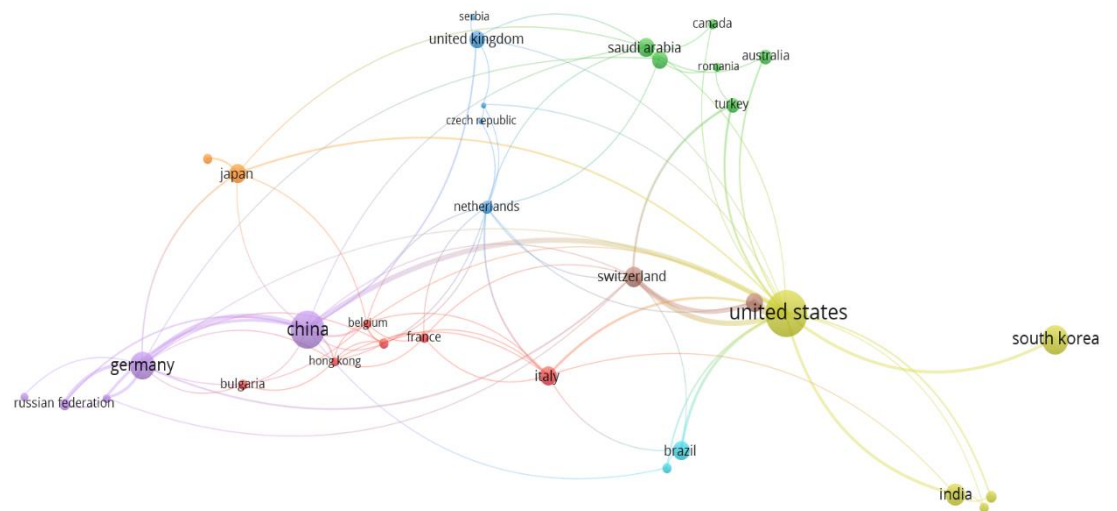 serbia
canada
united kingdom
saudi arabia
australia
romania
turkey
czech republic
japan
netherlands
switzerland
united states
china
belgium
france
south korea
hong kong
germany
italy
bulgaria
russian federation
brazil
india